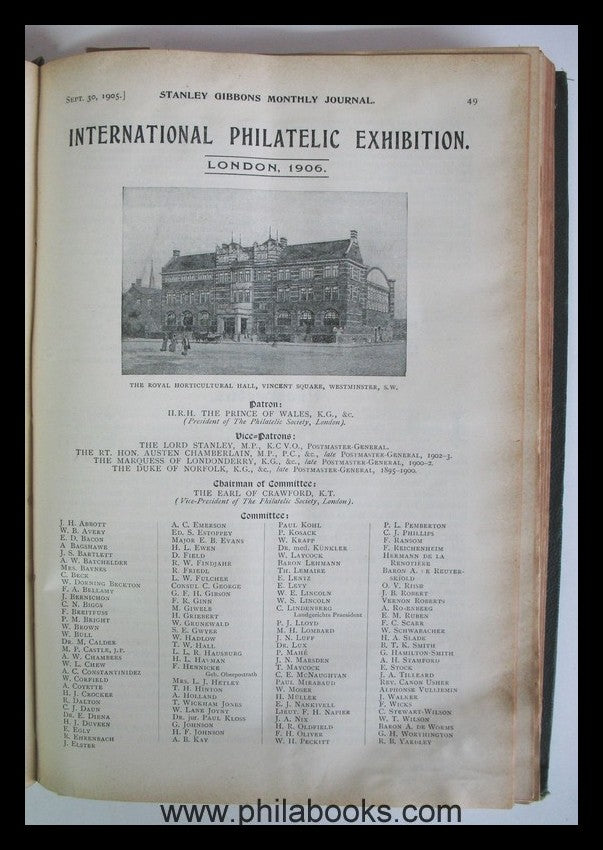 SEPT. 30, 1905.] STANLEY GIBBONS MONTHLY JOURNAL. 49
INTERNATIONAL PHILATELIC EXHIBITION.
LONDON, 1906.
THE ROYAL HORTICULTURAL HALL, VINCENT SQUARE, WESTMINSTER, S.W.
Patron:
H.R.H. THE PRINCE OF WALES, K.G., &c.
(President of The Philatelic Society, London).
Vice-Patrons:
THE LORD STANLEY, M.P., K.C.V.O., POSTMASTER-GENERAL.
THE RT. HON. AUSTEN CHAMBERLAIN, M.P., P.C., &c., late POSTMASTER-GENERAL, 1902-3.
THE MARQUESS OF LONDONDERRY, K.G., &c., late POSTMASTER-GENERAL, 1900-2.
THE DUKE OF NORFOLK, K.G., &c., late POSTMASTER-GENERAL, 1895-1900.
Chairman of Committee:
THE EARL OF CRAWFORD, K.T.
(Vice-President of The Philatelic Society, London).
Committee:
J. H. ABBOTT
W. B. AVERY
E. D. BACON
A BAGSHAWE
J. S. BARTLETT
A. W. BATCHELDER
MRS. BAYNES
C. BECK
W. DORNING BECKTON
F. A. BELLAMY
J. BERNICHON
C. N. BIGGS
F. BREITFUSS
P. M. BRIGHT
W. BROWN
W. BULL
DR. M. CALDER
M. P. CASTLE, J.P.
A. W. CHAMBERS
W. L. CHEW
A. C. CONSTANTINIDEZ
W. CORFIELD
A. COYETTE
H. J. CROCKER
R. DALTON
C. J. DAUN
DR. E. DIENA
H. J. DUVEEN
E. EGLY
R. EHRENBACH
J. ELSTER
A. C. EMERSON
ED. S. ESTOPPEY
MAJOR E. B. EVANS
H. L. EWEN
D. FIELD
R. W. FINDJAHR
R. FRIEDL
L. W. FULCHER
CONSUL C. GEORGE
G. F. H. GIBSON
F. R. GINN
M. GIWELB
H. GRIEBERT
W. GRUNEWALD
S. E. GWYER
W. HADLOW
T. W. HALL
L. L. R. HAUSBURG
H. L. HAYMAN
F. HENNICKE
Geh. Oberpostrath
MRS. L. J. HETLEY
T. H. HINTON
A. HOLLAND
T. WICKHAM JONES
W. LANE JOYNT
DR. jur. PAUL KLOSS
G. JOHNSON
H. F. JOHNSON
A. B. KAY
PAUL KOHL
P. KOSACK
W. KRAPP
DR. med. KÜNKLER
W. LAYCOCK
BARON LEHMANN
TH. LEMAIRE
E. LENTZ
E. LEVY
W. E. LINCOLN
W. S. LINCOLN
C. LINDENBERG
Landgerichts Praesident
P. J. LLOYD
M. H. LOMBARD
J. N. LUFF
DR. LUX
P. MAHÉ
J. N. MARSDEN
T. MAYCOCK
C. E. MCNAUGHTAN
PAUL MIRABAUD
W. MOSER
H. MÜLLER
E. J. NANKIVELL
LIEUT. F. H. NAPIER
J. A. NIX
H. R. OLDFIELD
F. H. OLIVER
W. H. PECKITT
P. L. PEMBERTON
C. J. PHILLIPS
F. RANSOM
F. REICHENHEIM
HERMANN DE LA
RENOTIÈRE
BARON A. DE REUTER-
SKIÖLD
O. V. RISE
J. B. ROBERT
VERNON ROBERTS
A. ROSENBERG
E. M. RUBEN
F. C. SCARR
W. SCHWABACHER
H. A. SLADE
B. T. K. SMITH
G. HAMILTON-SMITH
A. H. STAMFORD
E. STOCK
J. A. TILLEARD
REV. CANON USHER
ALPHONSE VULLIEMIN
J. WALKER
F. WICKS
C. STEWART-WILSON
W. T. WILSON
BARON A. DE WORMS
G. H. WORTHINGTON
R. B. YARDLEY
www.philabooks.com